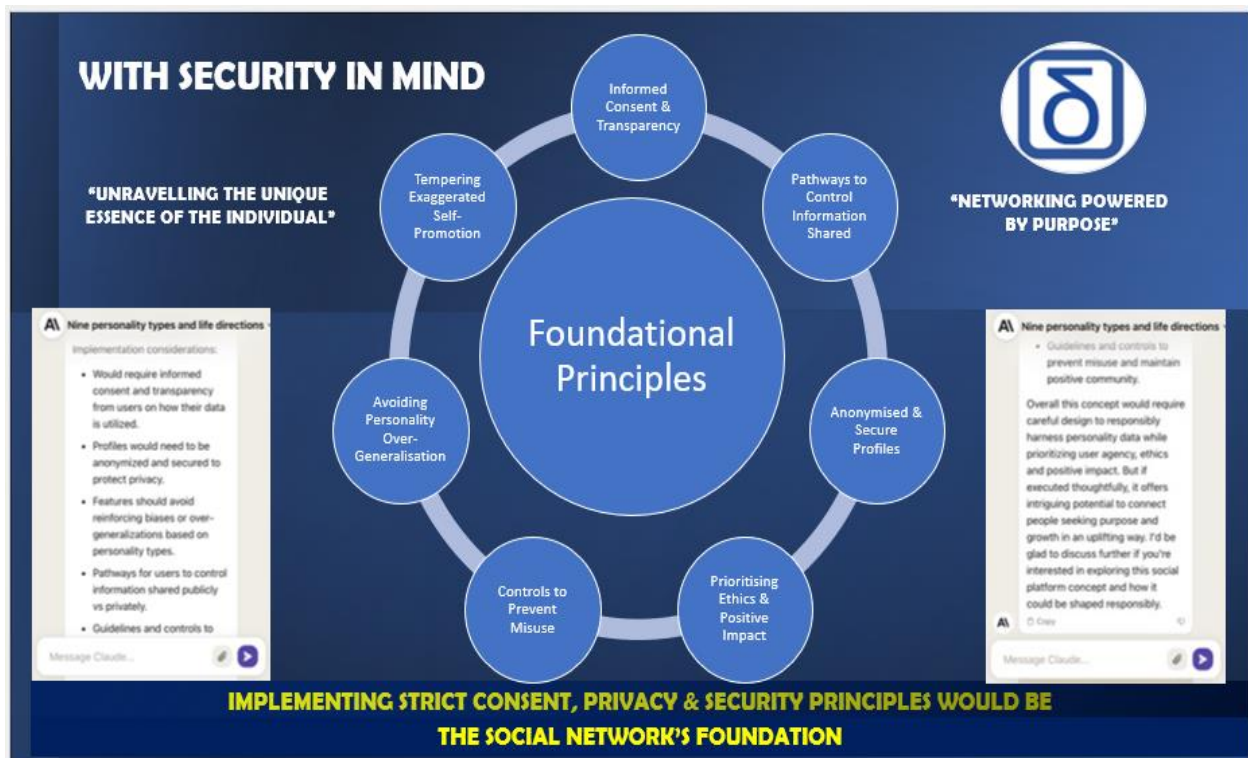 WITH SECURITY IN MIND
"UNRAVELLING THE UNIQUE
ESSENCE OF THE INDIVIDUAL"
"NETWORKING POWERED
BY PURPOSE"
Informed
Consent &
Transparency
Pathways to
Control
Information
Shared
Anonymised &
Secure
Profiles
Prioritising
Ethics &
Positive
Impact
Controls to
Prevent
Misuse
Avoiding
Personality
Over-
Generalisation
Tempering
Exaggerated
Self-
Promotion
Foundational
Principles
A\ Nine personality types and life directions
Implementation considerations:
• Would require informed
consent and transparency
from users on how their data
is utilized.
• Profiles would need to be
anonymized and secured to
protect privacy.
• Features should avoid
reinforcing biases or over-
generalizations based on
personality types.
• Pathways for users to control
information shared publicly
vs privately.
• Guidelines and controls to
Message Claude...
A\ Nine personality types and life directions
• Guidelines and controls to
prevent misuse and maintain
positive community.
Overall this concept would require
careful design to responsibly
harness personality data while
prioritizing user agency, ethics
and positive impact. But if
executed thoughtfully, it offers
intriguing potential to connect
people seeking purpose and
growth in an uplifting way. I'd be
glad to discuss further if you're
interested in exploring this social
platform concept and how it
could be shaped responsibly.
A\ Copy
Message Claude...
IMPLEMENTING STRICT CONSENT, PRIVACY & SECURITY PRINCIPLES WOULD BE
THE SOCIAL NETWORK'S FOUNDATION